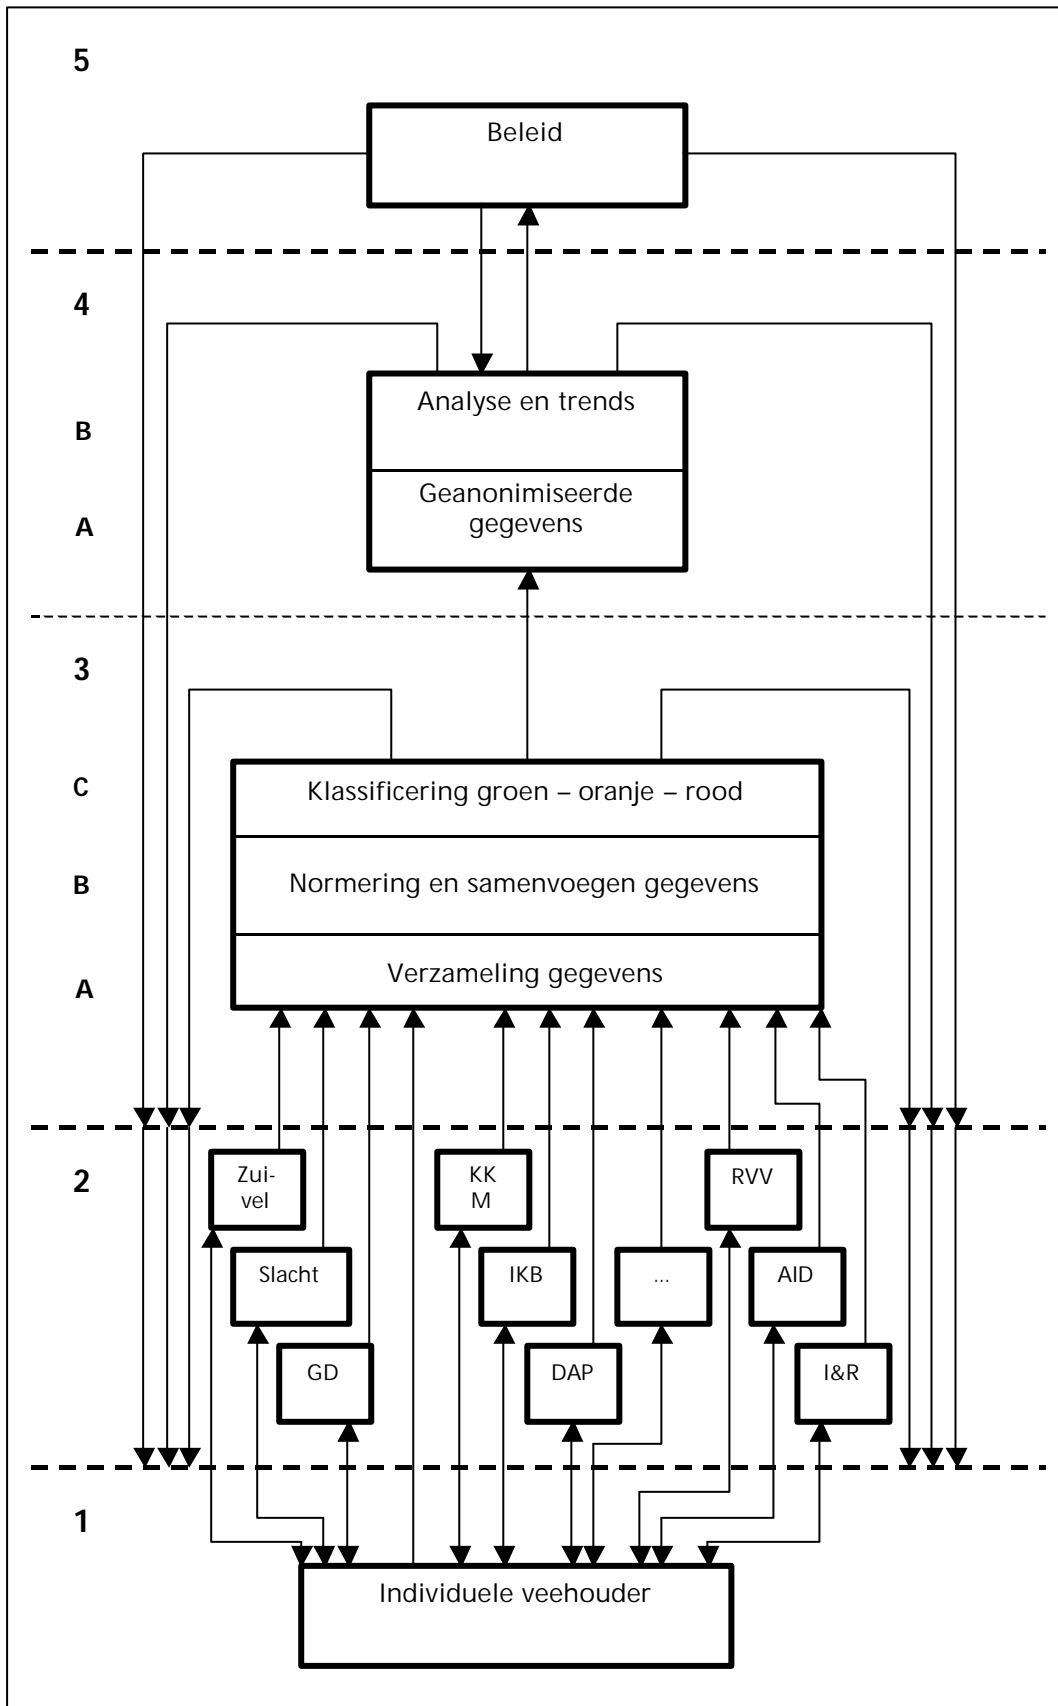 5
Beleid
4
Analyse en trends
B
Geanonimiseerde
gegevens
A
3
Klassificering groen – oranje – rood
C
Normering en samenvoegen gegevens
B
Verzameling gegevens
A
2
Zui-
vel
KK
M
RVV
Slacht
IKB
...
AID
GD
DAP
I&R
1
Individuele veehouder